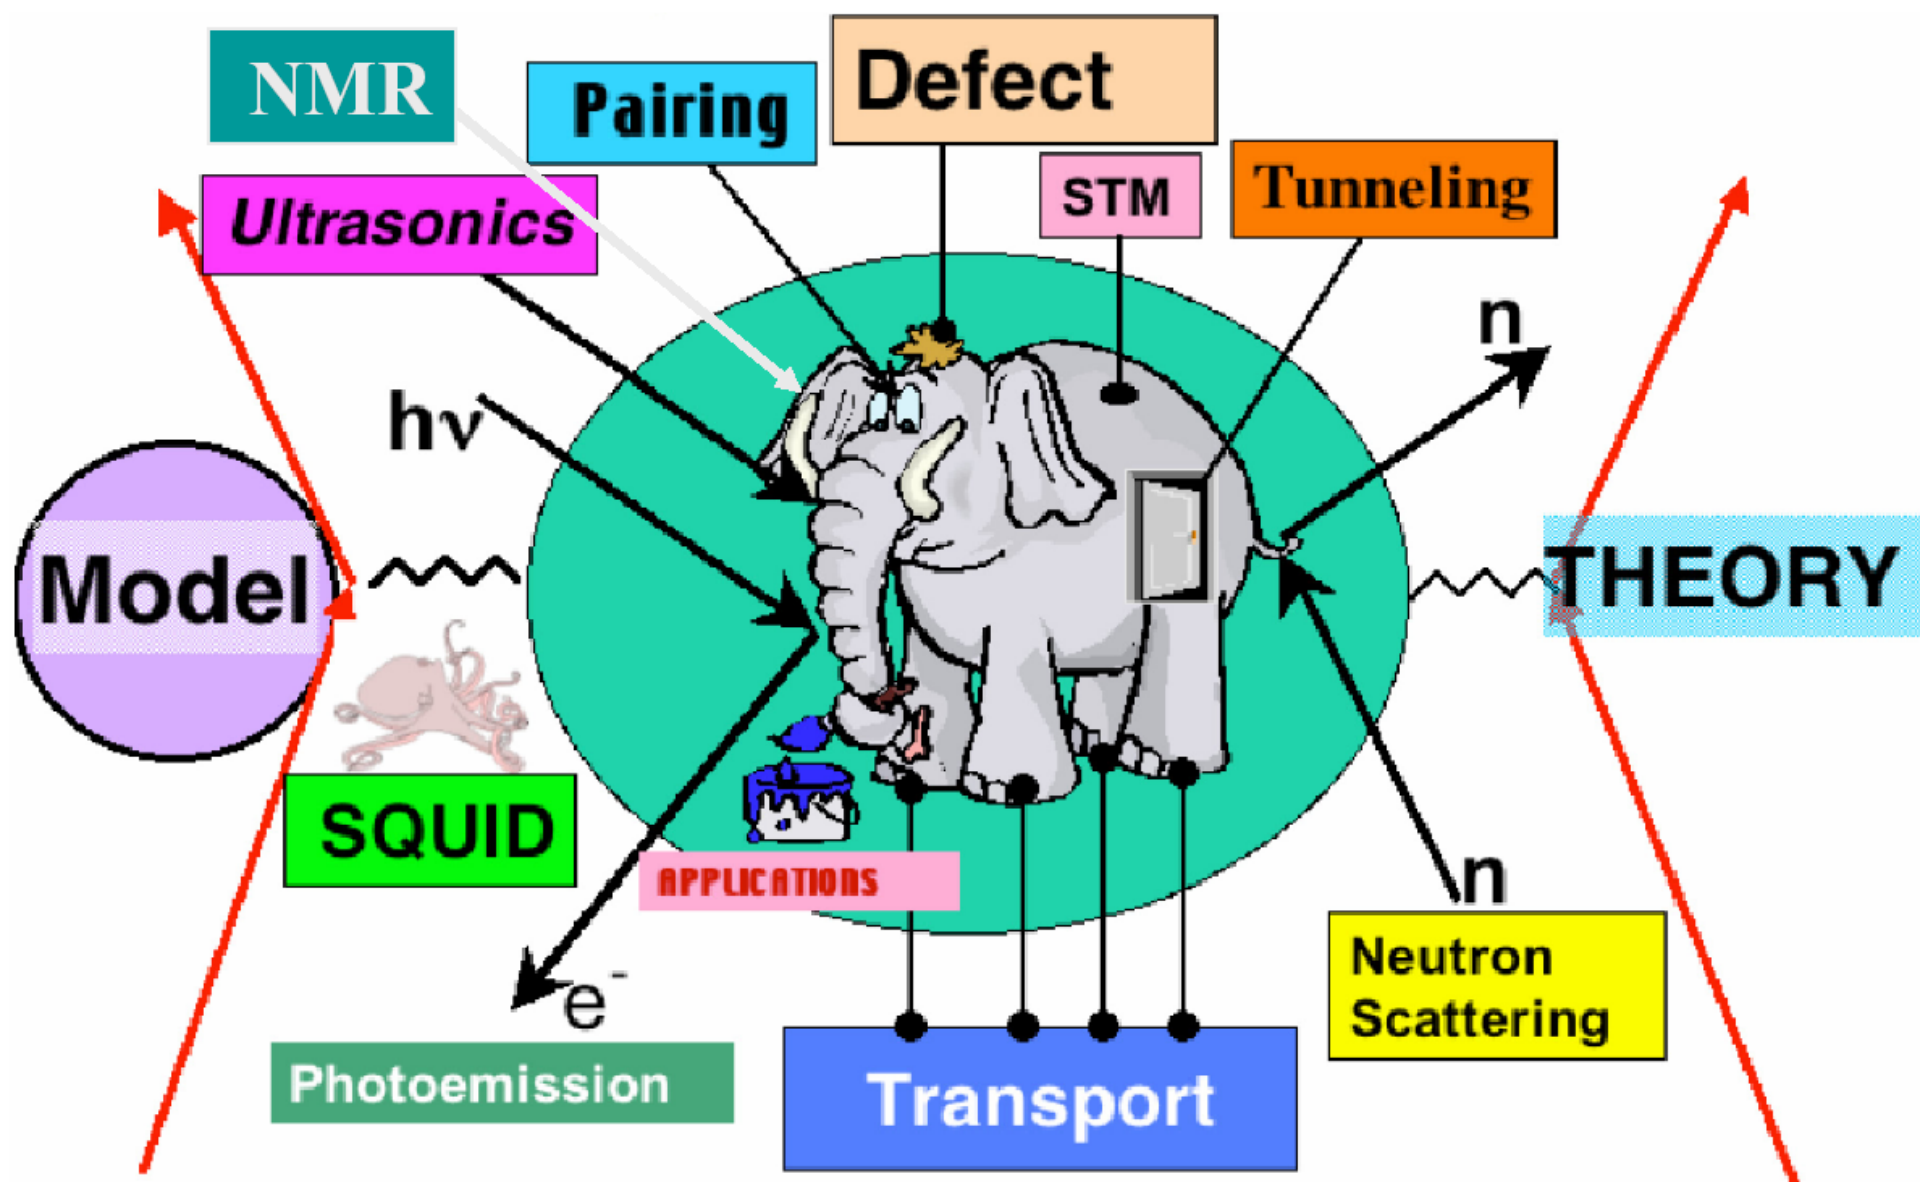 NMR
Pairing
Defect
STM
Tunneling
Ultrasonics
n
hν
Model
THEORY
SQUID
APPLICATIONS
n
Neutron
Scattering
e⁻
Photoemission
Transport